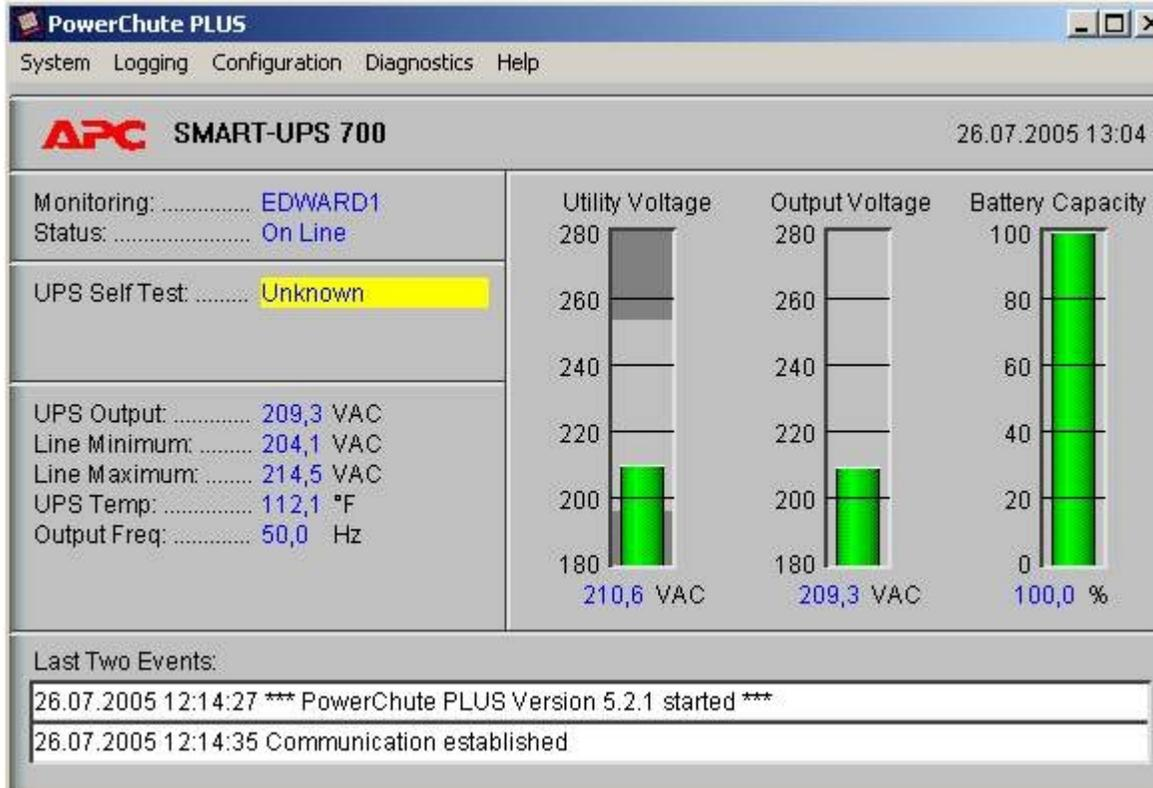 PowerChute PLUS
System Logging Configuration Diagnostics Help
APC SMART-UPS 700 26.07.2005 13:04
Monitoring: .............. EDWARD1
Status: ...................... On Line
UPS Self Test: ......... Unknown
UPS Output: ............ 209,3 VAC
Line Minimum: ........ 204,1 VAC
Line Maximum: ....... 214,5 VAC
UPS Temp: .............. 112,1 °F
Output Freq: ............ 50,0 Hz
Utility Voltage
280
260
240
220
200
180
210,6 VAC
Output Voltage
280
260
240
220
200
180
209,3 VAC
Battery Capacity
100
80
60
40
20
0
100,0 %
Last Two Events:
26.07.2005 12:14:27 *** PowerChute PLUS Version 5.2.1 started ***
26.07.2005 12:14:35 Communication established